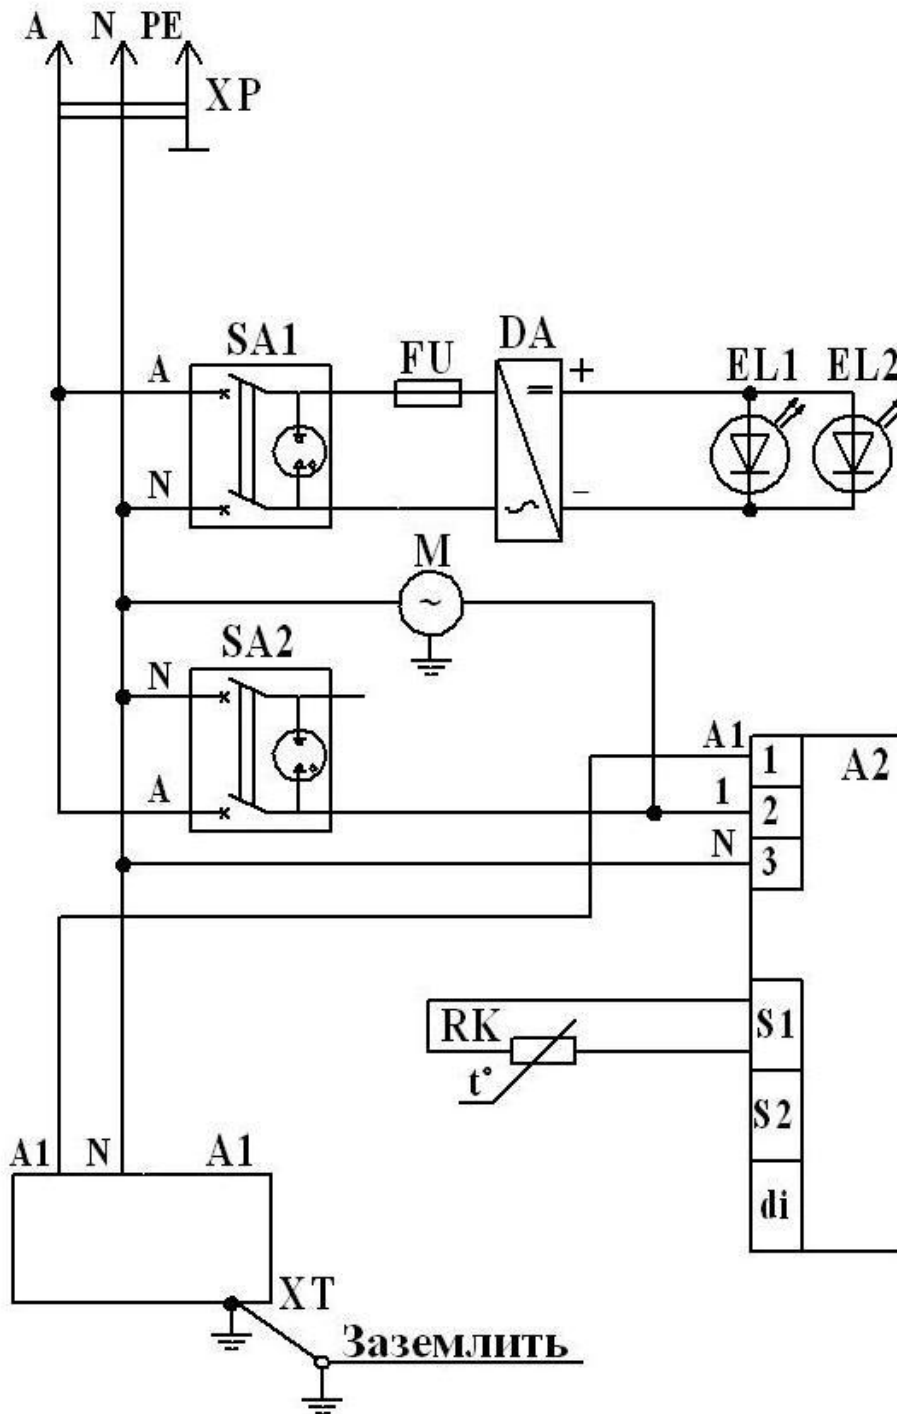 A N PE
XP
SA1 FU DA EL1 EL2
A + 
N ~ −
M
~
SA2
N
A1 1 A2
A 1 2
N 3
RK S1
t°
S2
A1 N A1
di
XT
Заземлить